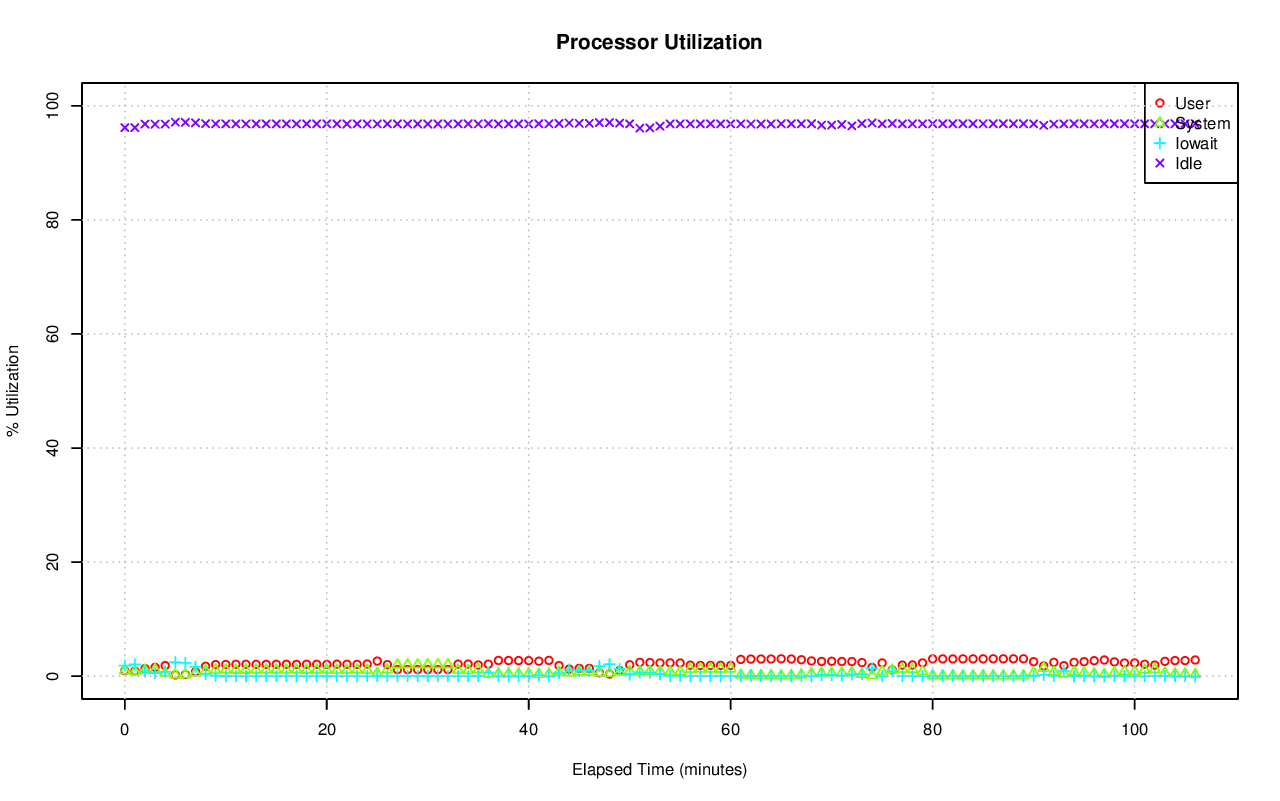 Processor Utilization
% Utilization
100
80
60
40
20
0
User
System
Iowait
Idle
0 20 40 60 80 100
Elapsed Time (minutes)